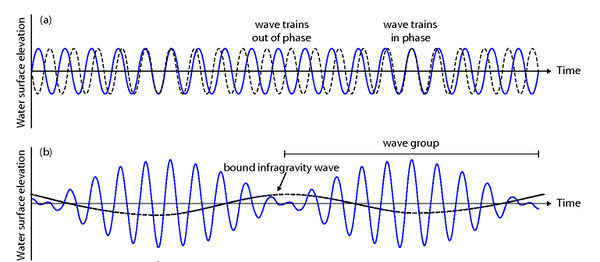 (a)
wave trains
out of phase
wave trains
in phase
Water surface elevation
Time
(b)
wave group
bound infragravity wave
Water surface elevation
Time